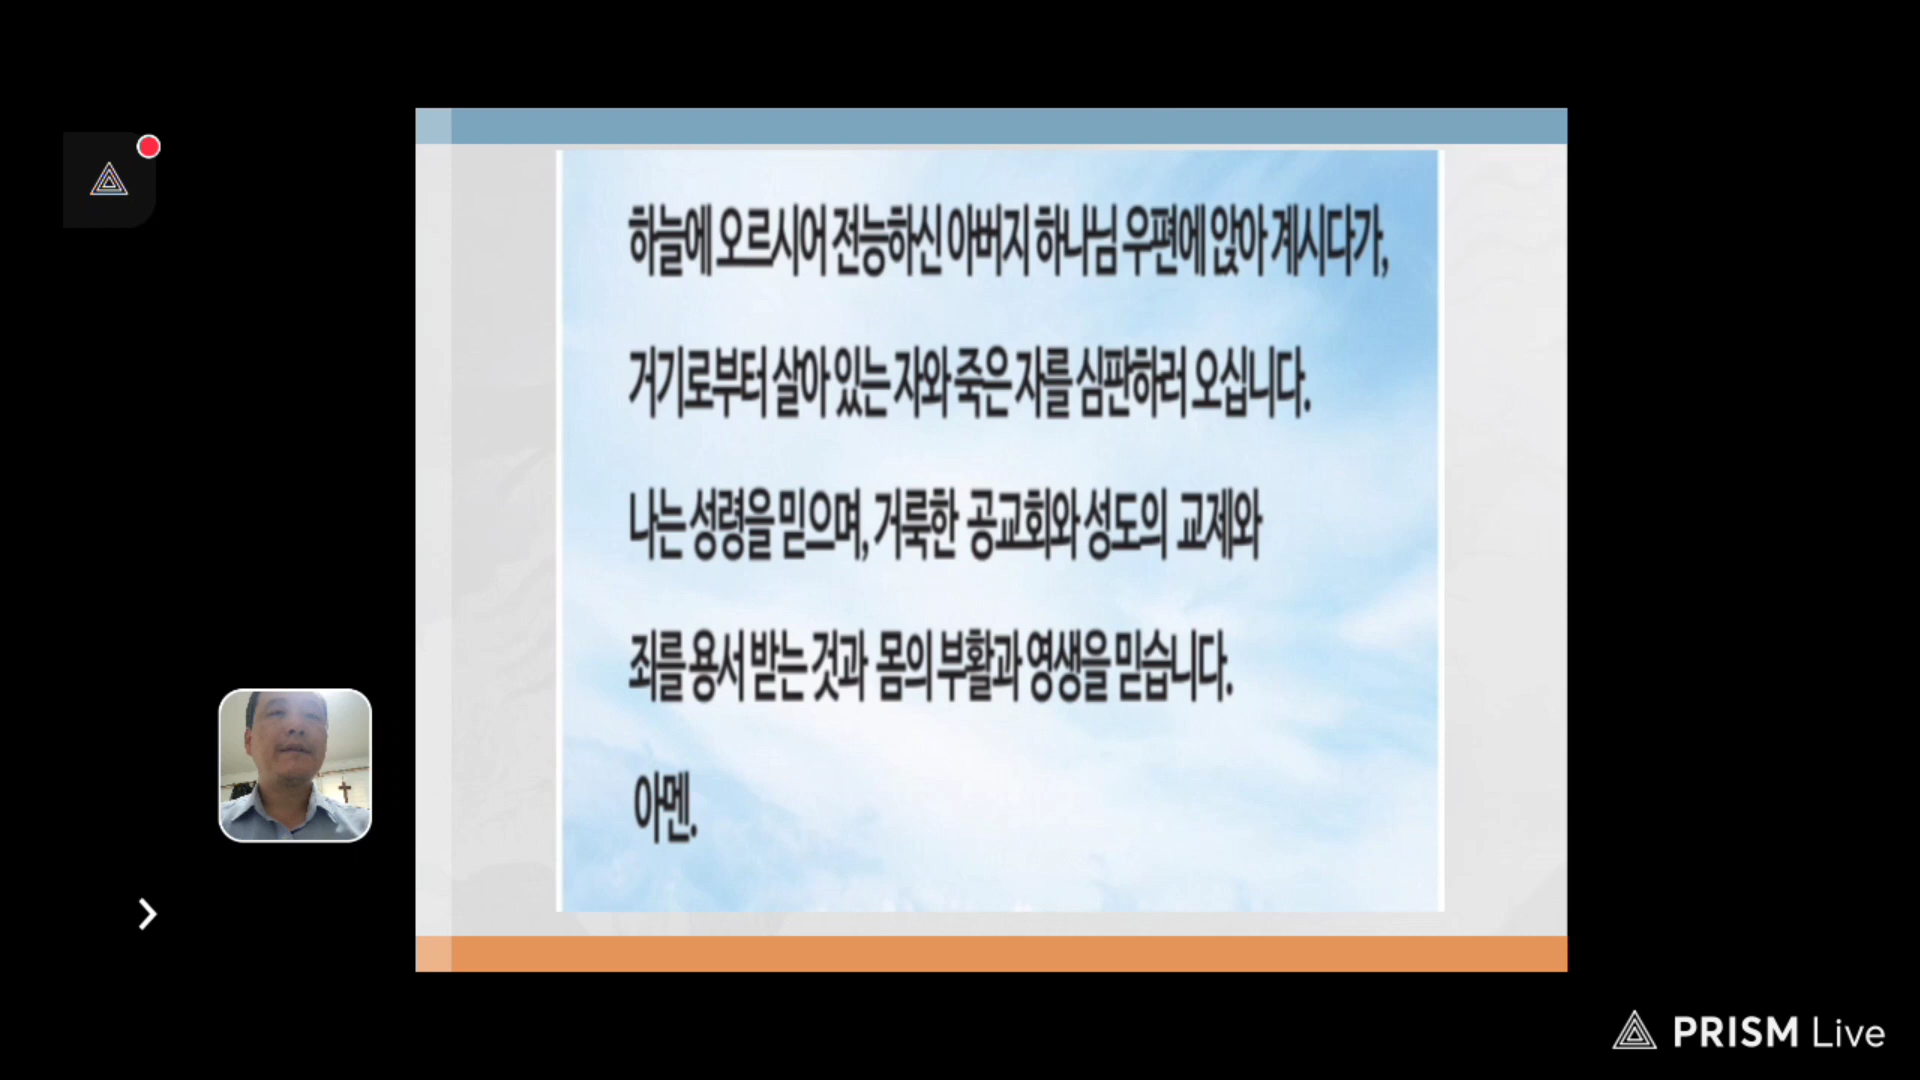 하늘에 오르시어 전능하신 아버지 하나님 우편에 앉아 계시다가,
거기로부터 살아 있는 자와 죽은 자를 심판하러 오십니다.
나는 성령을 믿으며, 거룩한 공교회와 성도의 교제와
죄를 용서 받는 것과 몸의 부활과 영생을 믿습니다.
아멘.
PRISM Live